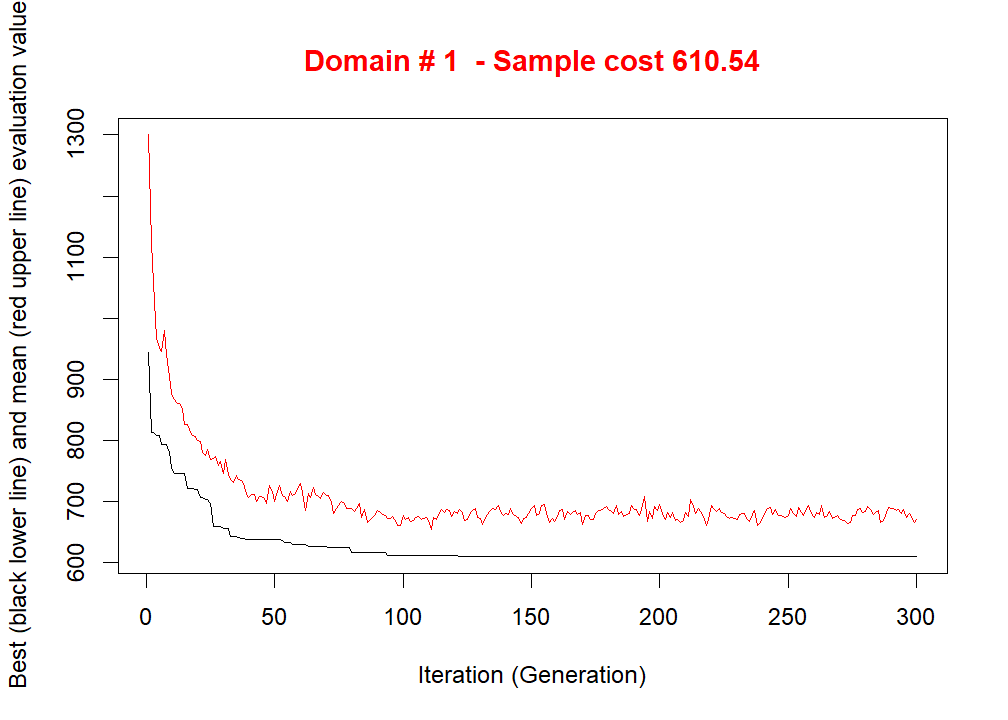 Domain # 1  - Sample cost 610.54
Best (black lower line) and mean (red upper line) evaluation value
1300
1100
900
800
700
600
0 50 100 150 200 250 300
Iteration (Generation)